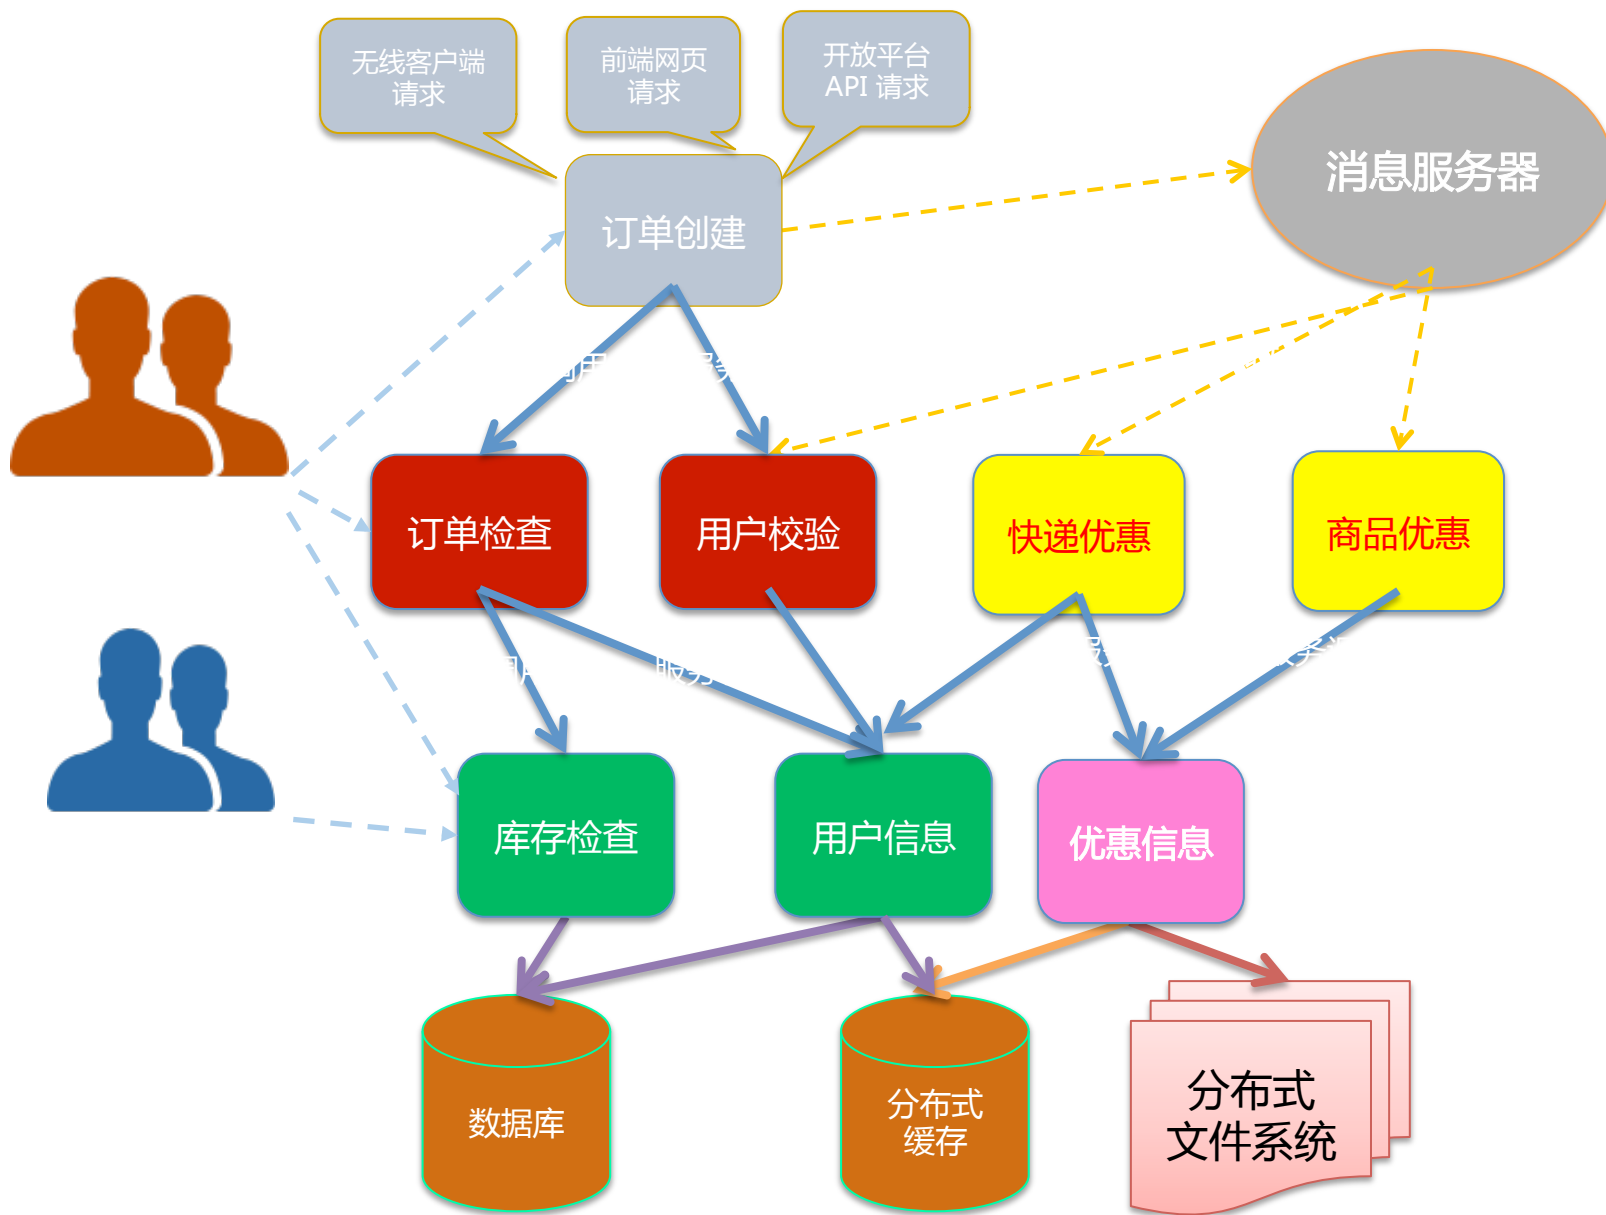 无线客户端
请求
前端网页
请求
开放平台
API 请求
消息服务器
订单创建
订单检查
用户校验
快递优惠
商品优惠
服务
库存检查
用户信息
优惠信息
数据库
分布式
缓存
分布式
文件系统